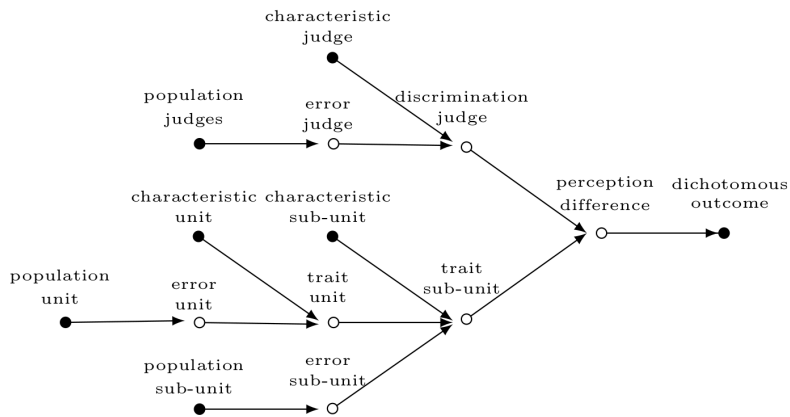 characteristic
judge
population
judges
error
judge
discrimination
judge
characteristic
unit
characteristic
sub-unit
perception
difference
dichotomous
outcome
population
unit
error
unit
trait
unit
trait
sub-unit
population
sub-unit
error
sub-unit